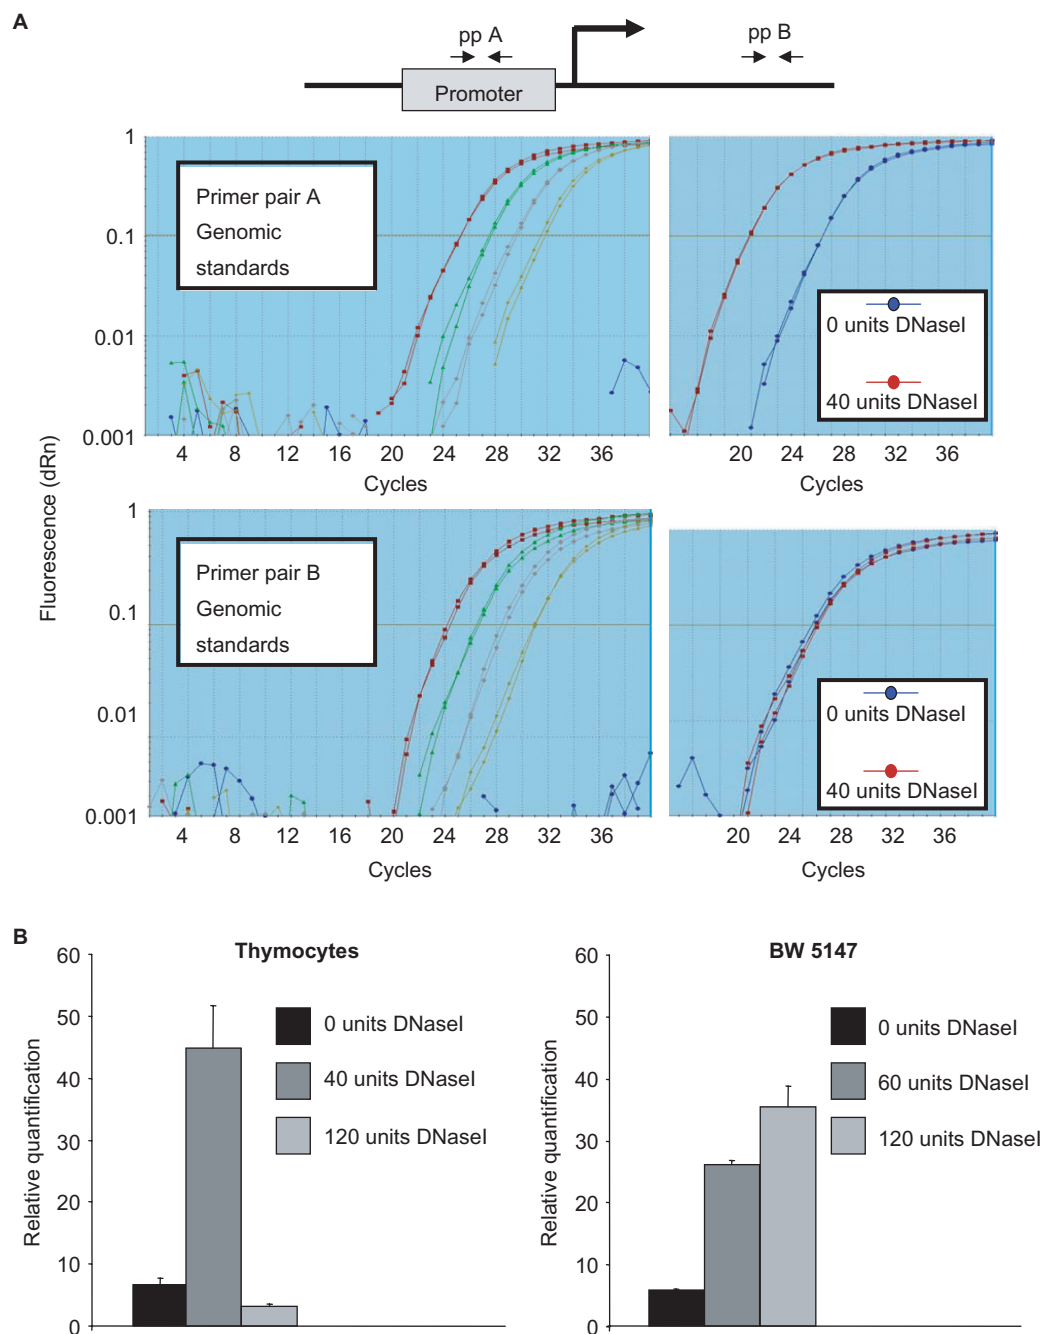 A
pp A
pp B
Promoter
Fluorescence (dRn)
1
0.1
0.01
0.001
Primer pair A
Genomic
standards
4 8 12 16 20 24 28 32 36
Cycles
0 units DNaseI
40 units DNaseI
20 24 28 32 36
Cycles
1
0.1
0.01
0.001
Primer pair B
Genomic
standards
4 8 12 16 20 24 28 32 36
Cycles
0 units DNaseI
40 units DNaseI
20 24 28 32 36
Cycles
B
Thymocytes
Relative quantification
60
50
40
30
20
10
0
0 units DNaseI
40 units DNaseI
120 units DNaseI
BW 5147
Relative quantification
60
50
40
30
20
10
0
0 units DNaseI
60 units DNaseI
120 units DNaseI